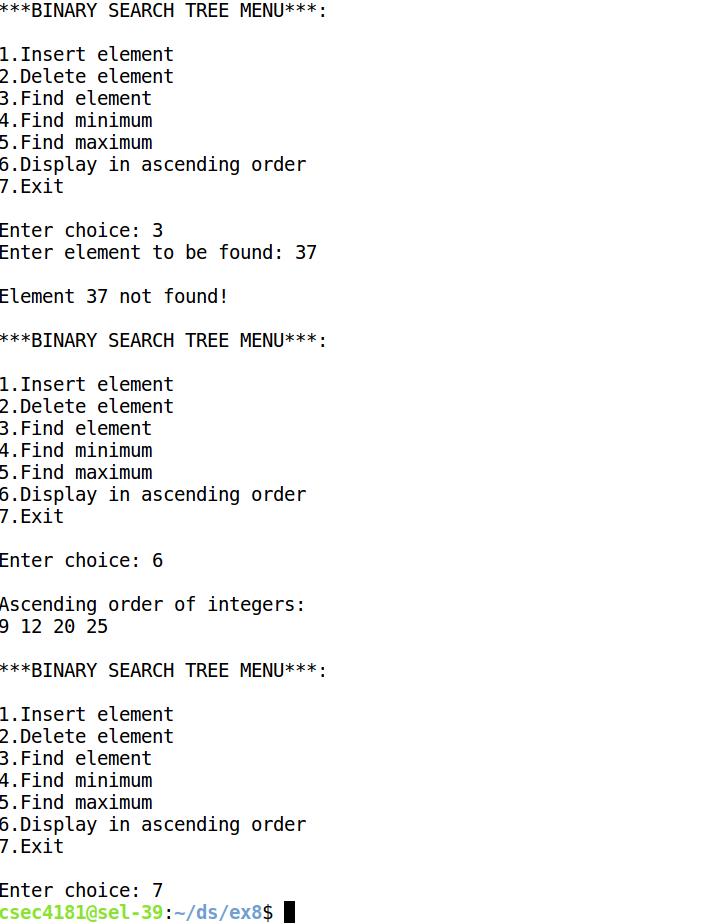 ***BINARY SEARCH TREE MENU***:
1.Insert element
2.Delete element
3.Find element
4.Find minimum
5.Find maximum
6.Display in ascending order
7.Exit
Enter choice: 3
Enter element to be found: 37
Element 37 not found!
***BINARY SEARCH TREE MENU***:
1.Insert element
2.Delete element
3.Find element
4.Find minimum
5.Find maximum
6.Display in ascending order
7.Exit
Enter choice: 6
Ascending order of integers:
9 12 20 25
***BINARY SEARCH TREE MENU***:
1.Insert element
2.Delete element
3.Find element
4.Find minimum
5.Find maximum
6.Display in ascending order
7.Exit
Enter choice: 7
csec4181@sel-39:~/ds/ex8$